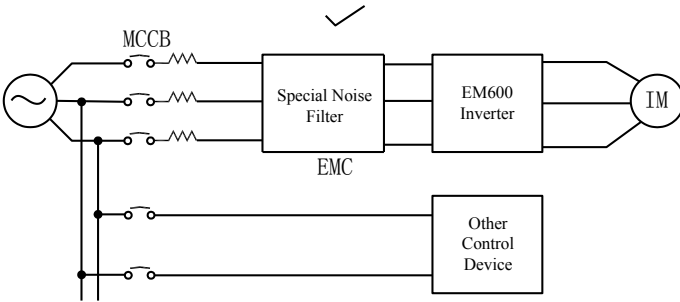 MCCB
Special Noise
Filter
EMC
EM600
Inverter
IM
Other
Control
Device